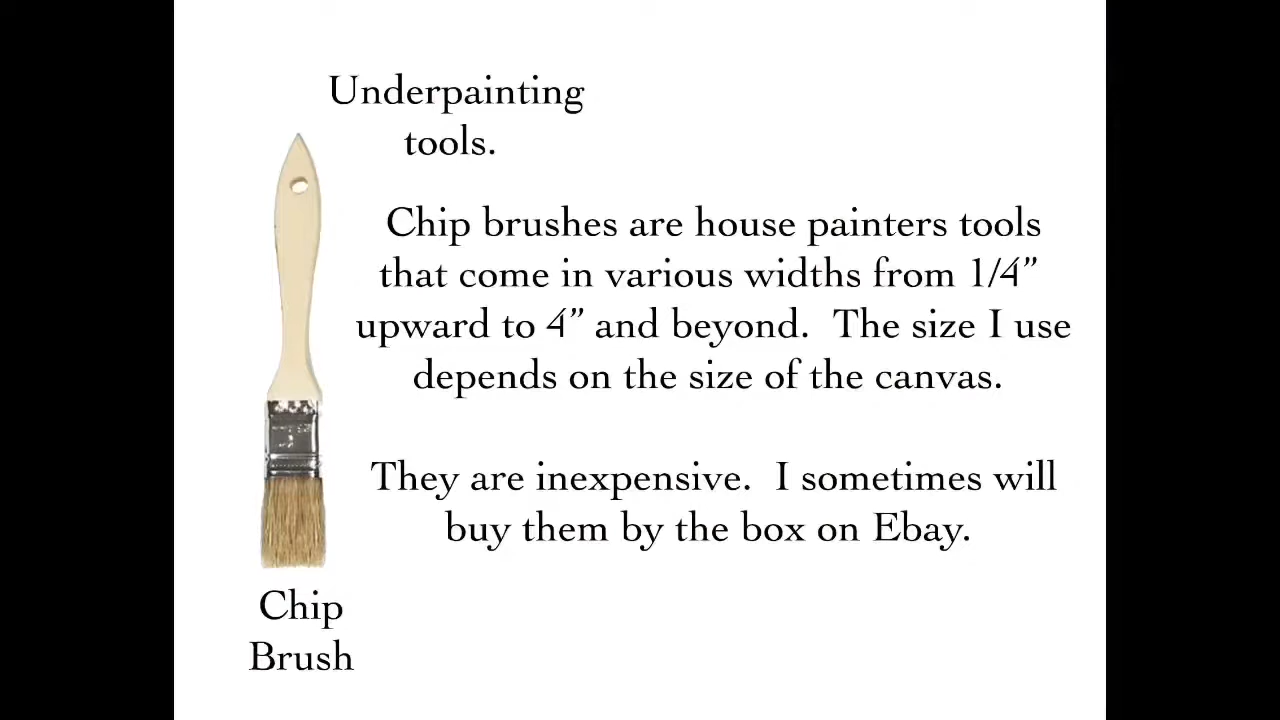 Underpainting
tools.
Chip brushes are house painters tools
that come in various widths from 1/4”
upward to 4” and beyond.  The size I use
depends on the size of the canvas.
They are inexpensive.  I sometimes will
buy them by the box on Ebay.
Chip
Brush